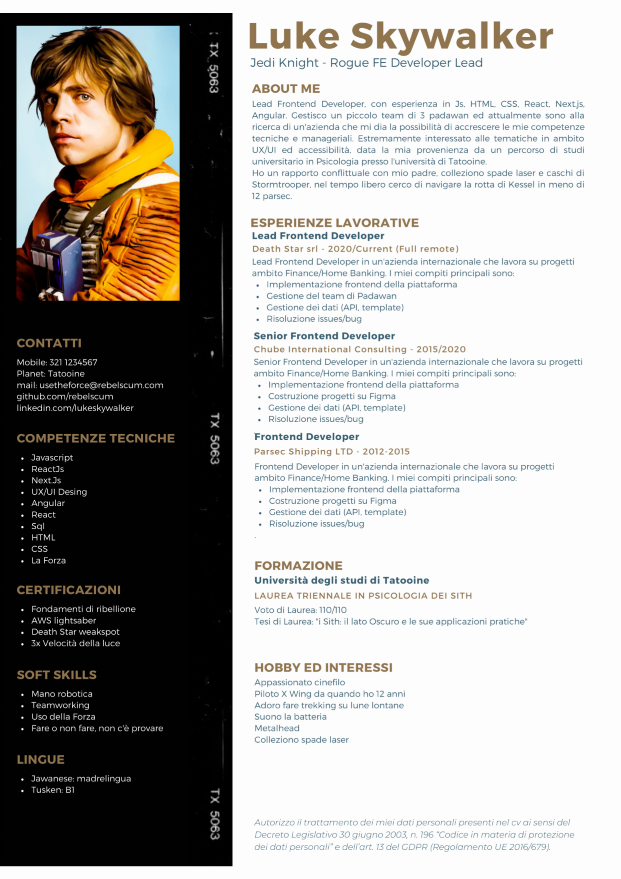 Luke Skywalker
Jedi Knight - Rogue FE Developer Lead
ABOUT ME
Lead Frontend Developer, con esperienza in Js, HTML, CSS, React, Next.js,
Angular. Gestisco un piccolo team di 3 padawan ed attualmente sono alla
ricerca di un'azienda che mi dia la possibilità di accrescere le mie competenze
tecniche e manageriali. Estremamente interessato alle tematiche in ambito
UX/UI ed accessibilità, data la mia provenienza da un percorso di studi
universitario in Psicologia presso l'università di Tatooine.
Ho un rapporto conflittuale con mio padre, colleziono spade laser e caschi di
Stormtrooper, nel tempo libero cerco di navigare la rotta di Kessel in meno di
12 parsec.
ESPERIENZE LAVORATIVE
Lead Frontend Developer
Death Star srl - 2020/Current (Full remote)
Lead Frontend Developer in un'azienda internazionale che lavora su progetti
ambito Finance/Home Banking. I miei compiti principali sono:
• Implementazione frontend della piattaforma
• Gestione del team di Padawan
• Gestione dei dati (API, template)
• Risoluzione issues/bug
Senior Frontend Developer
Chube International Consulting - 2015/2020
Senior Frontend Developer in un'azienda internazionale che lavora su progetti
ambito Finance/Home Banking. I miei compiti principali sono:
• Implementazione frontend della piattaforma
• Costruzione progetti su Figma
• Gestione dei dati (API, template)
• Risoluzione issues/bug
Frontend Developer
Parsec Shipping LTD - 2012-2015
Frontend Developer in un'azienda internazionale che lavora su progetti
ambito Finance/Home Banking. I miei compiti principali sono:
• Implementazione frontend della piattaforma
• Costruzione progetti su Figma
• Gestione dei dati (API, template)
• Risoluzione issues/bug
.
FORMAZIONE
Università degli studi di Tatooine
LAUREA TRIENNALE IN PSICOLOGIA DEI SITH
Voto di Laurea: 110/110
Tesi di Laurea: "i Sith: il lato Oscuro e le sue applicazioni pratiche"
HOBBY ED INTERESSI
Appassionato cinefilo
Piloto X Wing da quando ho 12 anni
Adoro fare trekking su lune lontane
Suono la batteria
Metalhead
Colleziono spade laser
Autorizzo il trattamento dei miei dati personali presenti nel cv ai sensi del
Decreto Legislativo 30 giugno 2003, n. 196 "Codice in materia di protezione
dei dati personali" e dell'art. 13 del GDPR (Regolamento UE 2016/679).
CONTATTI
Mobile: 321 1234567
Planet: Tatooine
mail: usetheforce@rebelscum.com
github.com/rebelscum
linkedin.com/lukeskywalker
COMPETENZE TECNICHE
• Javascript
• ReactJs
• Next.Js
• UX/UI Desing
• Angular
• React
• Sql
• HTML
• CSS
• La Forza
CERTIFICAZIONI
• Fondamenti di ribellione
• AWS lightsaber
• Death Star weakspot
• 3x Velocità della luce
SOFT SKILLS
• Mano robotica
• Teamworking
• Uso della Forza
• Fare o non fare, non c'è provare
LINGUE
• Jawanese: madrelingua
• Tusken: B1
TX 5063
TX 5063
TX 5063